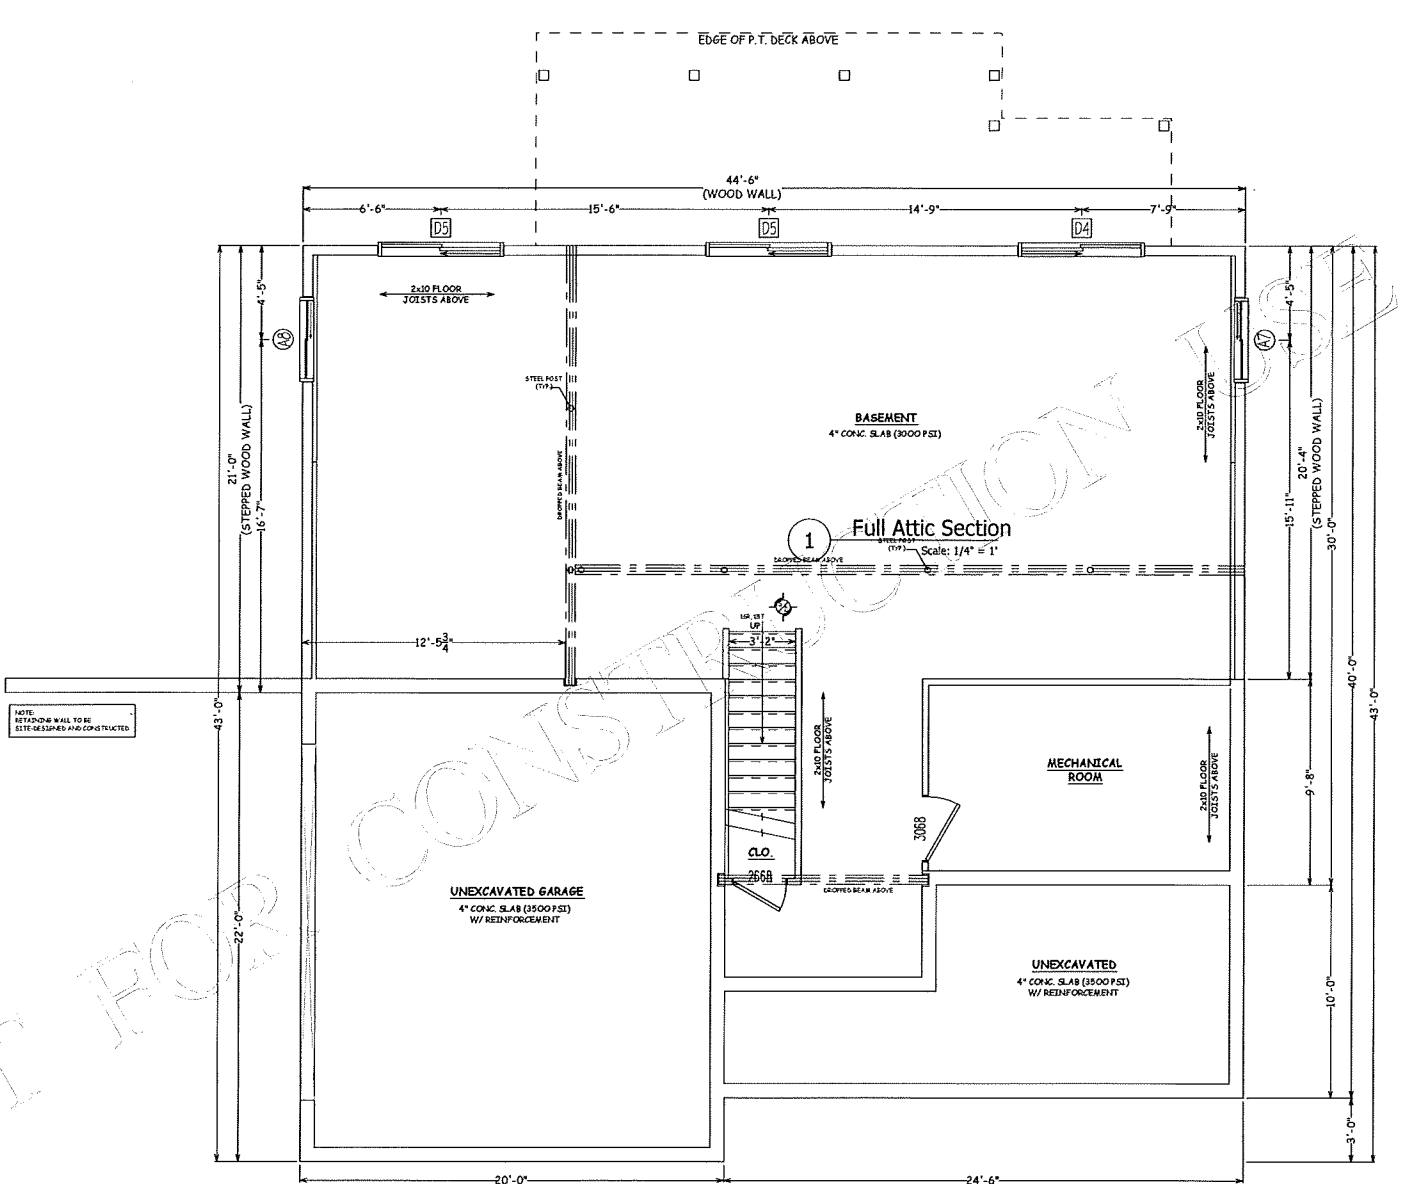 EDGE OF P.T. DECK ABOVE
44'-6"
(WOOD WALL)
6'-6"
15'-6"
14'-9"
7'-9"
D5
D5
D4
2x10 FLOOR
JOISTS ABOVE
4'-5"
4'-5"
A8
A7
STEEL POST
(TYP.)
2x10 FLOOR
JOISTS ABOVE
BASEMENT
4" CONC. SLAB (3000 PSI)
21'-0"
(STEPPED WOOD WALL)
16'-7"
DROPPED BEAM ABOVE
20'-4"
(STEPPED WOOD WALL)
15'-11"
30'-0"
1
Full Attic Section
Scale: 1/4" = 1'
STEEL POST
(TYP.)
DROPPED BEAM ABOVE
UP
3'-2"
12'-5 3/4"
43'-0"
40'-0"
43'-0"
NOTE:
RETAINING WALL TO BE
SITE-DESIGNED AND CONSTRUCTED
2x10 FLOOR
JOISTS ABOVE
MECHANICAL
ROOM
2x10 FLOOR
JOISTS ABOVE
9'-8"
3068
CLO.
2668
DROPPED BEAM ABOVE
UNEXCAVATED GARAGE
4" CONC. SLAB (3500 PSI)
W/ REINFORCEMENT
22'-0"
UNEXCAVATED
4" CONC. SLAB (3500 PSI)
W/ REINFORCEMENT
10'-0"
3'-0"
20'-0"
24'-6"
T FOR CONSTRUCTION USE